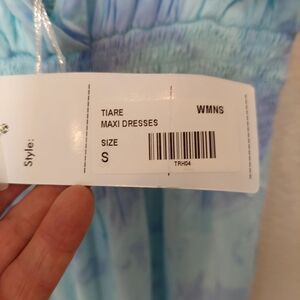 Style:
TIARE
WMNS
MAXI DRESSES
SIZE
S
TRH04